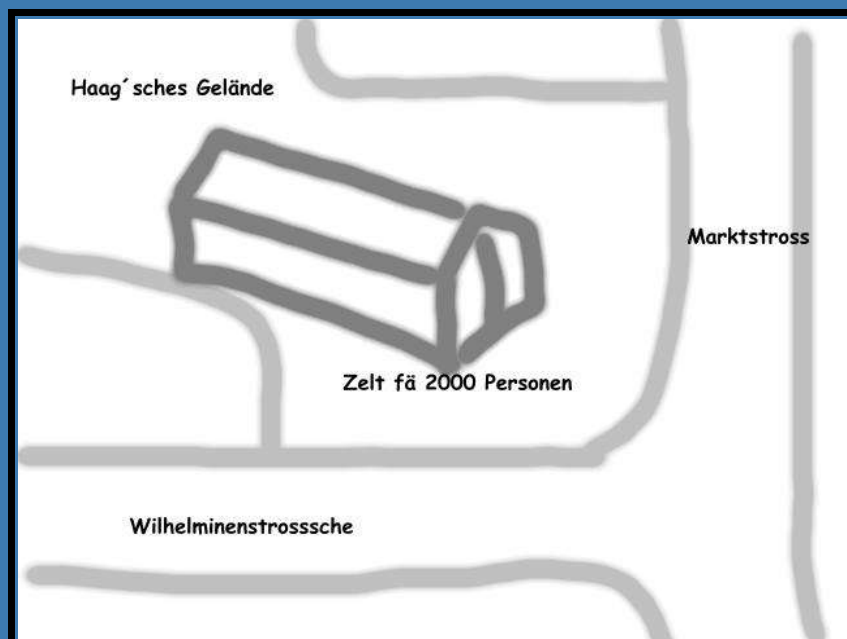 Haag´sches Gelände
Marktstross
Zelt fä 2000 Personen
Wilhelminenstrosssche